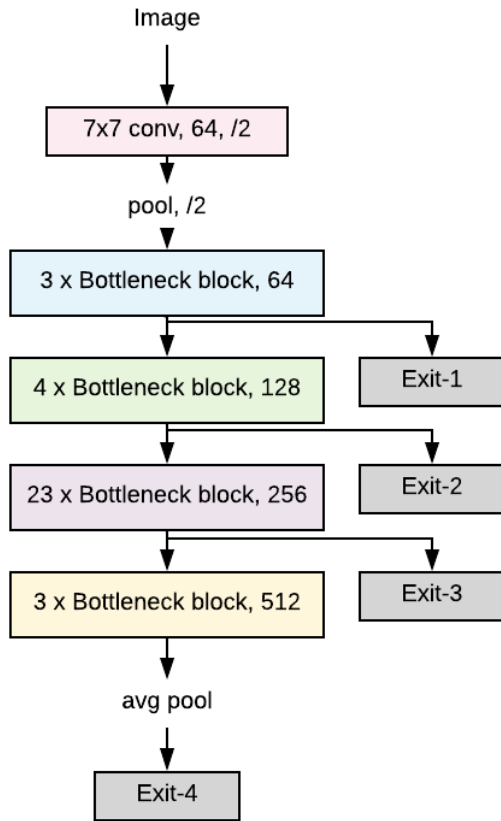 Image
7x7 conv, 64, /2
pool, /2
3 x Bottleneck block, 64
Exit-1
4 x Bottleneck block, 128
Exit-2
23 x Bottleneck block, 256
Exit-3
3 x Bottleneck block, 512
avg pool
Exit-4